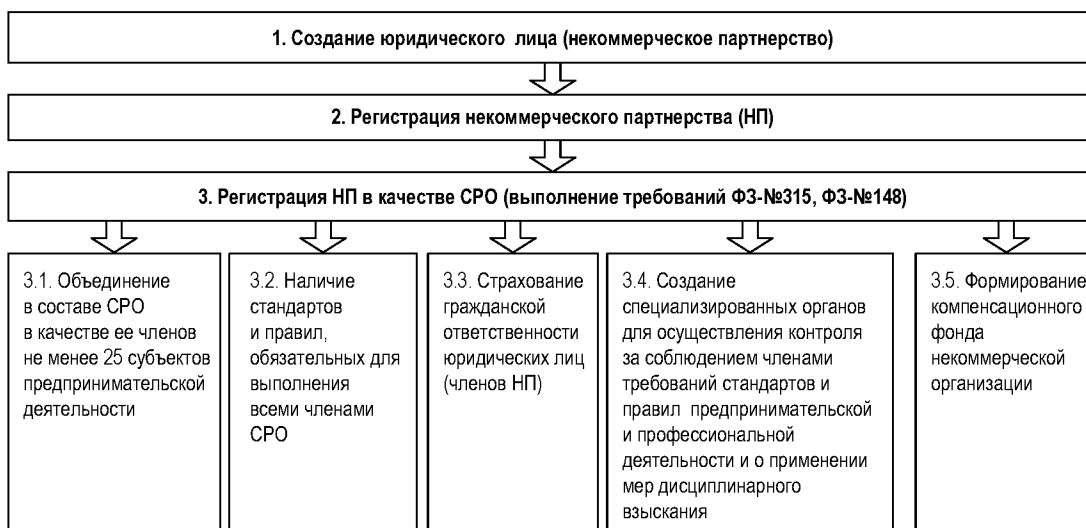 1. Создание юридического лица (некоммерческое партнерство)
2. Регистрация некоммерческого партнерства (НП)
3. Регистрация НП в качестве СРО (выполнение требований ФЗ-№315, ФЗ-№148)
3.1. Объединение
в составе СРО
в качестве ее членов
не менее 25 субъектов
предпринимательской
деятельности
3.2. Наличие
стандартов
и правил,
обязательных для
выполнения
всеми членами
СРО
3.3. Страхование
гражданской
ответственности
юридических лиц
(членов НП)
3.4. Создание
специализированных органов
для осуществления контроля
за соблюдением членами
требований стандартов и
правил предпринимательской
и профессиональной
деятельности и о применении
мер дисциплинарного
взыскания
3.5. Формирование
компенсационного
фонда
некоммерческой
организации